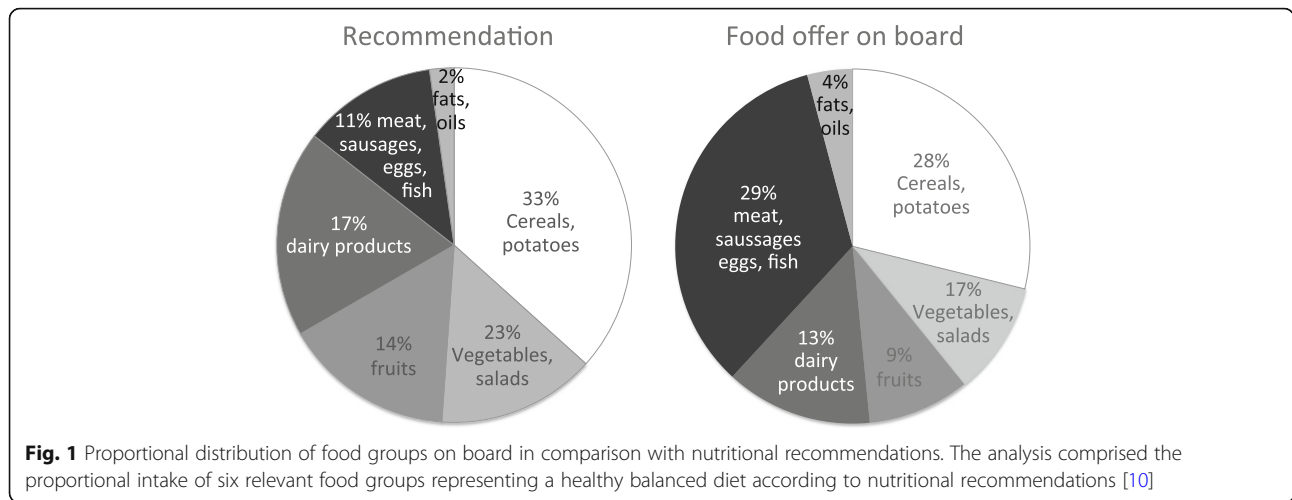 Recommendation
2%
fats,
oils
11% meat,
sausages,
eggs,
fish
17%
dairy products
14%
fruits
23%
Vegetables,
salads
33%
Cereals,
potatoes
Food offer on board
4%
fats,
oils
28%
Cereals,
potatoes
29%
meat,
saussages
eggs, fish
17%
Vegetables,
salads
13%
dairy
products
9%
fruits
Fig. 1 Proportional distribution of food groups on board in comparison with nutritional recommendations. The analysis comprised the
proportional intake of six relevant food groups representing a healthy balanced diet according to nutritional recommendations [10]